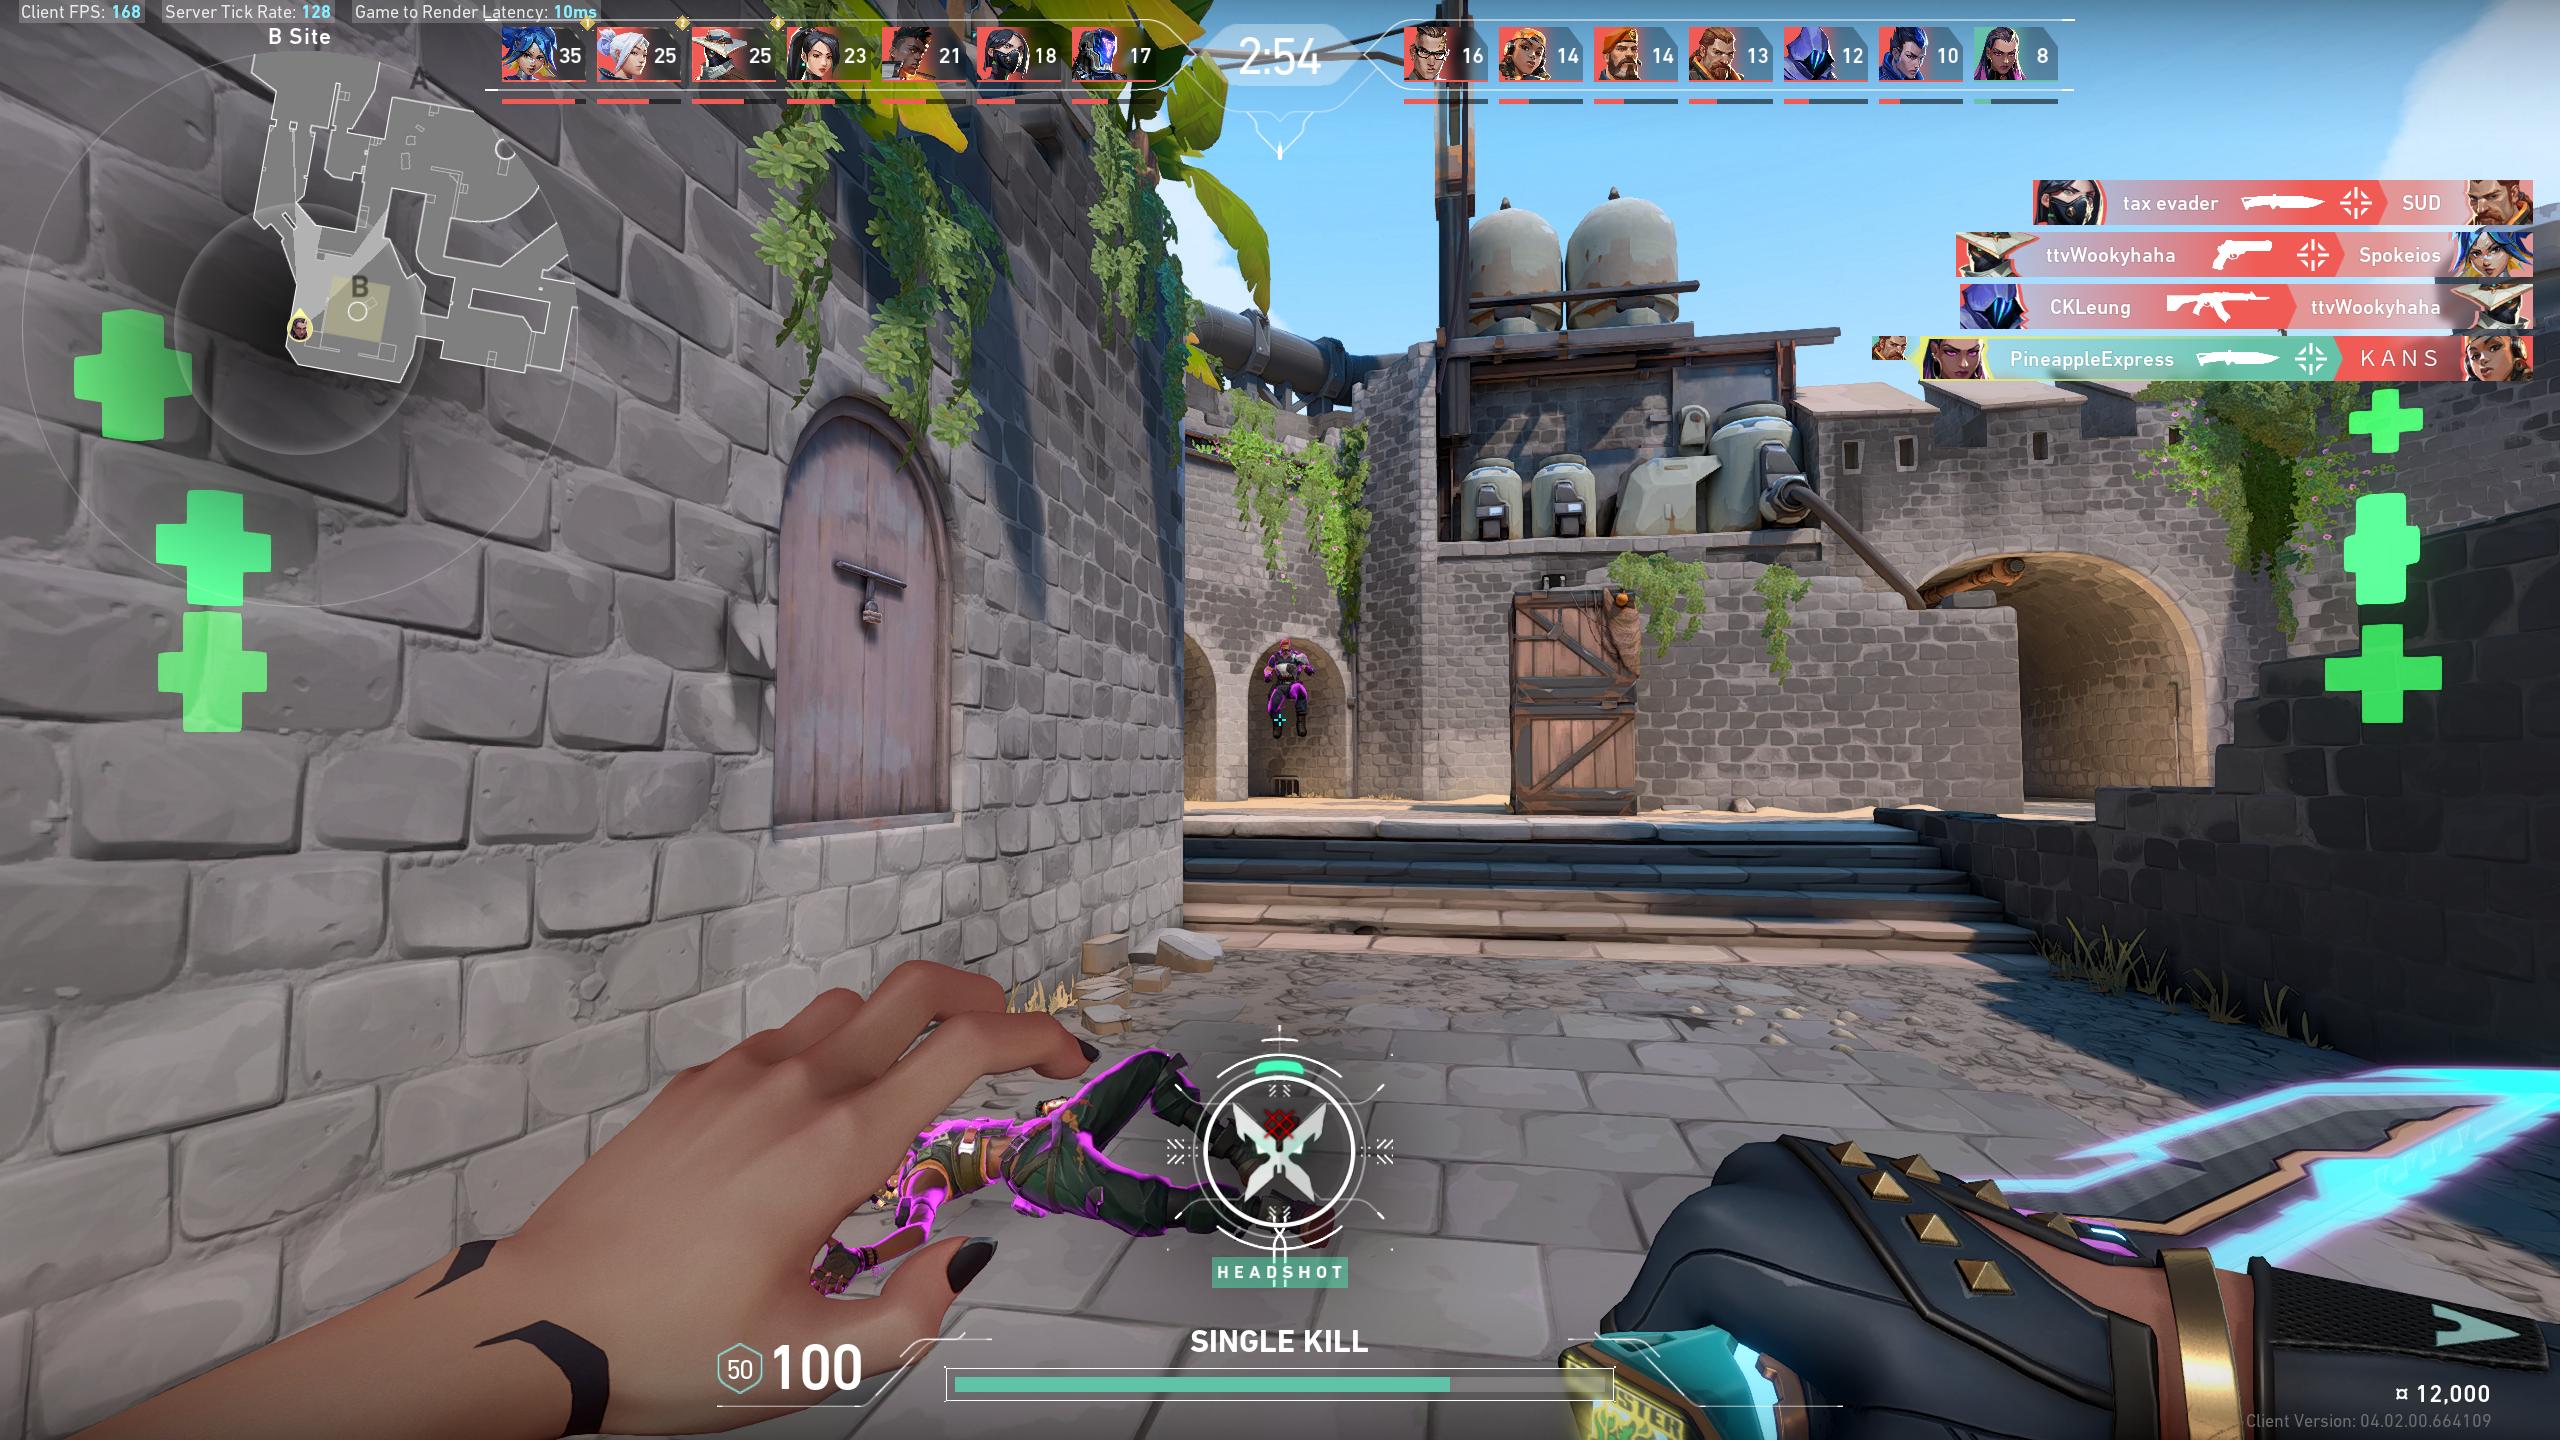 Client FPS: 168 Server Tick Rate: 128 Game to Render Latency: 10ms
B Site
35 25 25 23 21 18 17 2:54 16 14 14 13 12 10 8
A
B
tax evader SUD
ttvWookyhaha Spokeios
CKLeung ttvWookyhaha
PineappleExpress KANS
HEADSHOT
SINGLE KILL
50 100
¤ 12,000
Client Version: 04.02.00.664109